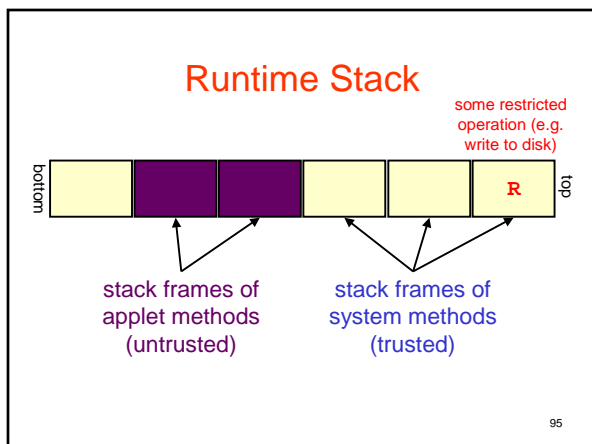 Runtime Stack
some restricted
operation (e.g.
write to disk)
bottom
R
top
stack frames of
applet methods
(untrusted)
stack frames of
system methods
(trusted)
95